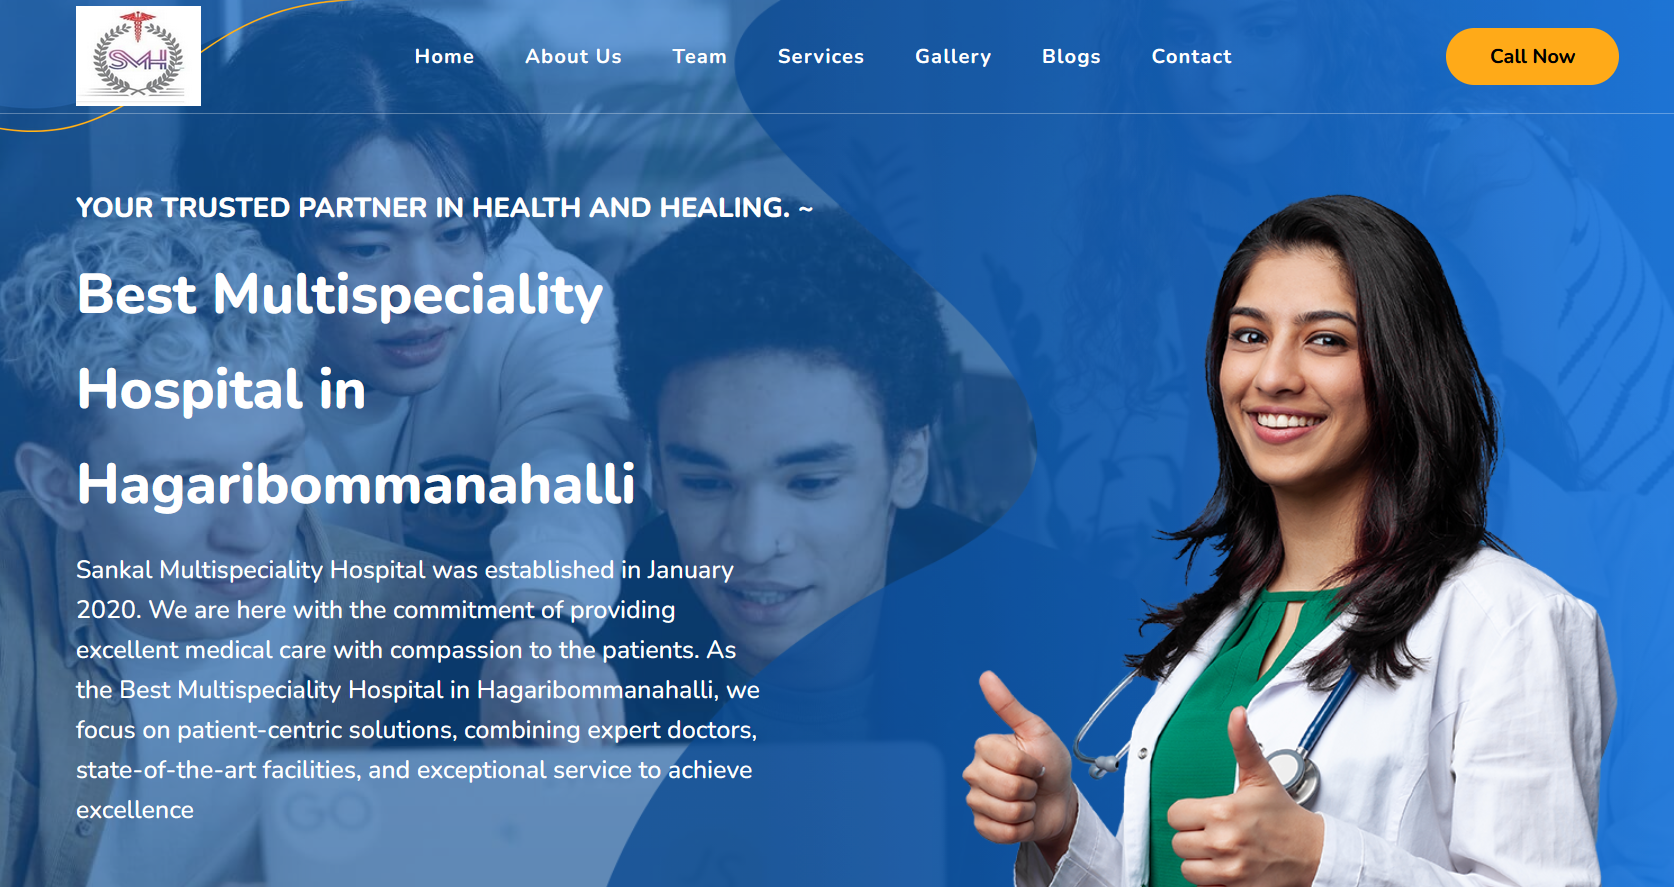 SMH
Home About Us Team Services Gallery Blogs Contact
Call Now
YOUR TRUSTED PARTNER IN HEALTH AND HEALING. ~
Best Multispeciality
Hospital in
Hagaribommanahalli
Sankal Multispeciality Hospital was established in January
2020. We are here with the commitment of providing
excellent medical care with compassion to the patients. As
the Best Multispeciality Hospital in Hagaribommanahalli, we
focus on patient-centric solutions, combining expert doctors,
state-of-the-art facilities, and exceptional service to achieve
excellence
GO